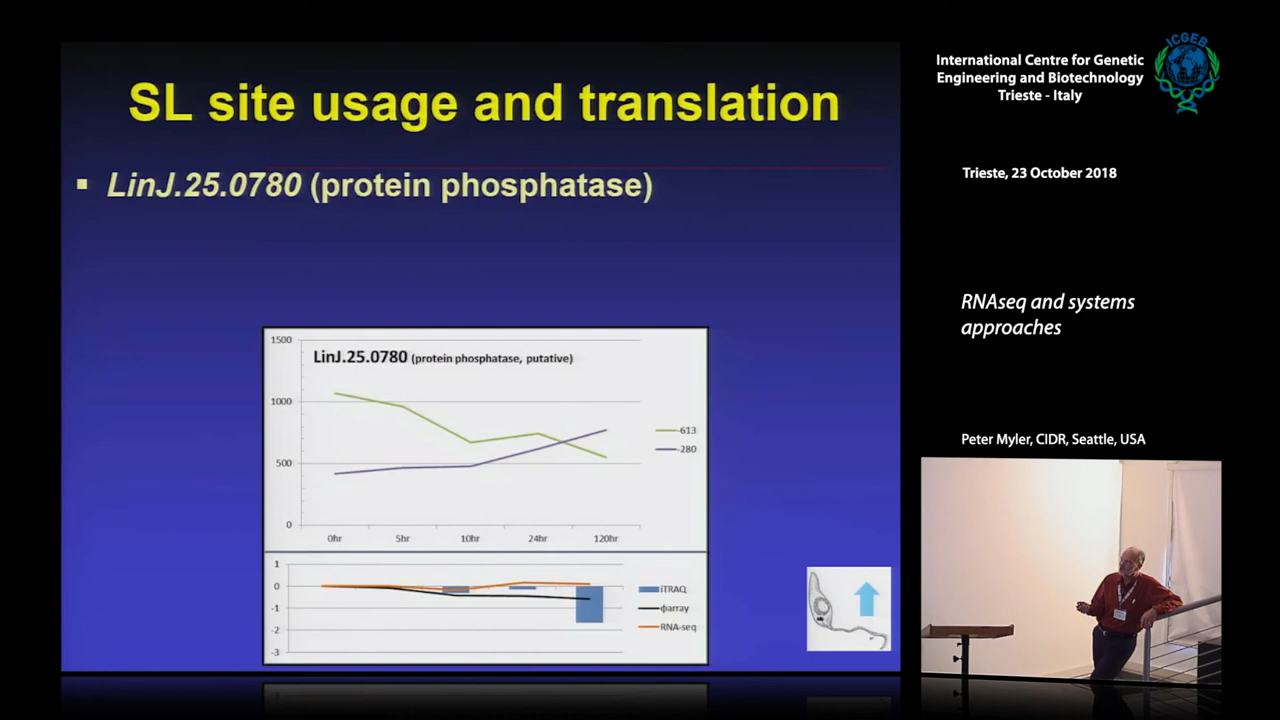 SL site usage and translation
▪ LinJ.25.0780 (protein phosphatase)
1500
LinJ.25.0780 (protein phosphatase, putative)
1000
-613
-280
500
0
0hr 5hr 10hr 24hr 120hr
1
0
-1
-2
-3
iTRAQ
φarray
RNA-seq
International Centre for Genetic
Engineering and Biotechnology
Trieste - Italy
ICGEB
Trieste, 23 October 2018
RNAseq and systems
approaches
Peter Myler, CIDR, Seattle, USA